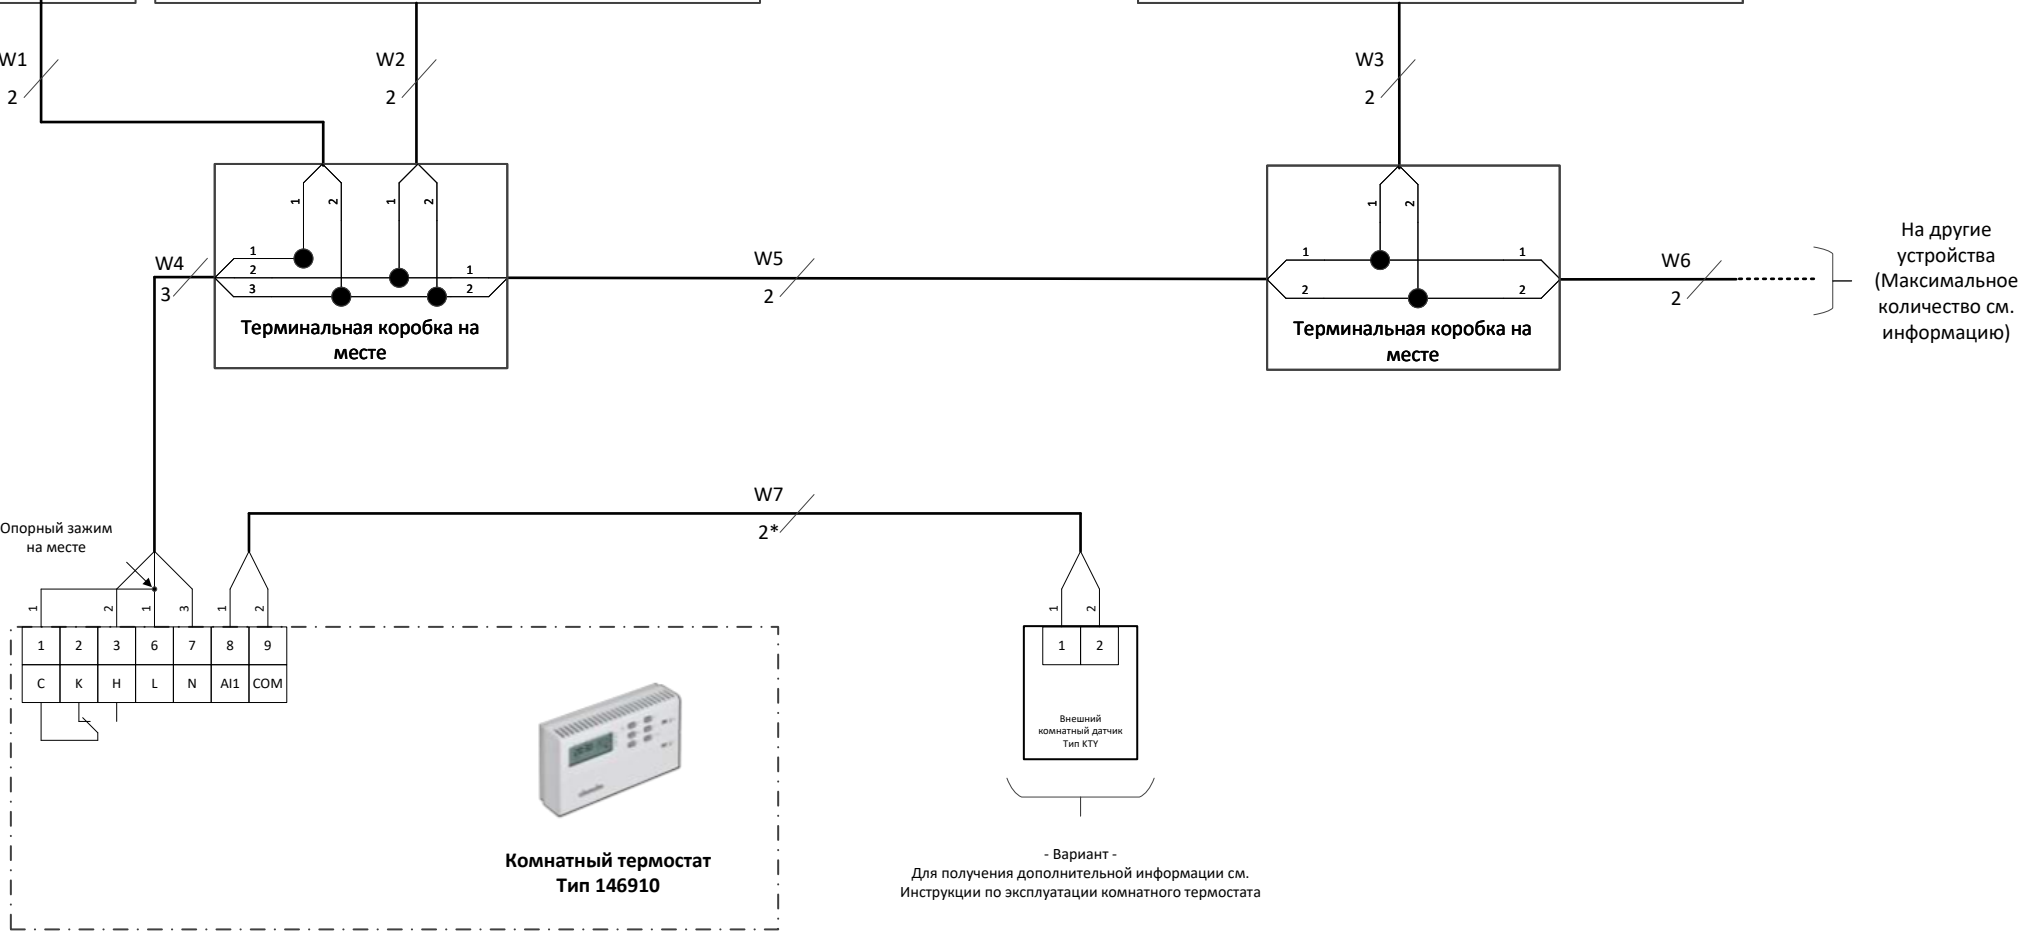 W1
2
W2
2
W3
2
1
2
1
2
1
2
W4
3
1
2
3
1
2
Терминальная коробка на
месте
W5
2
1
2
1
2
Терминальная коробка на
месте
W6
2
На другие
устройства
(Максимальное
количество см.
информацию)
W7
2*
Опорный зажим
на месте
1
2
1
3
1
2
1
2
1 2 3 6 7 8 9
C K H L N AI1 COM
1 2
Внешний
комнатный датчик
Тип KTY
Комнатный термостат
Тип 146910
- Вариант -
Для получения дополнительной информации см.
Инструкции по эксплуатации комнатного термостата